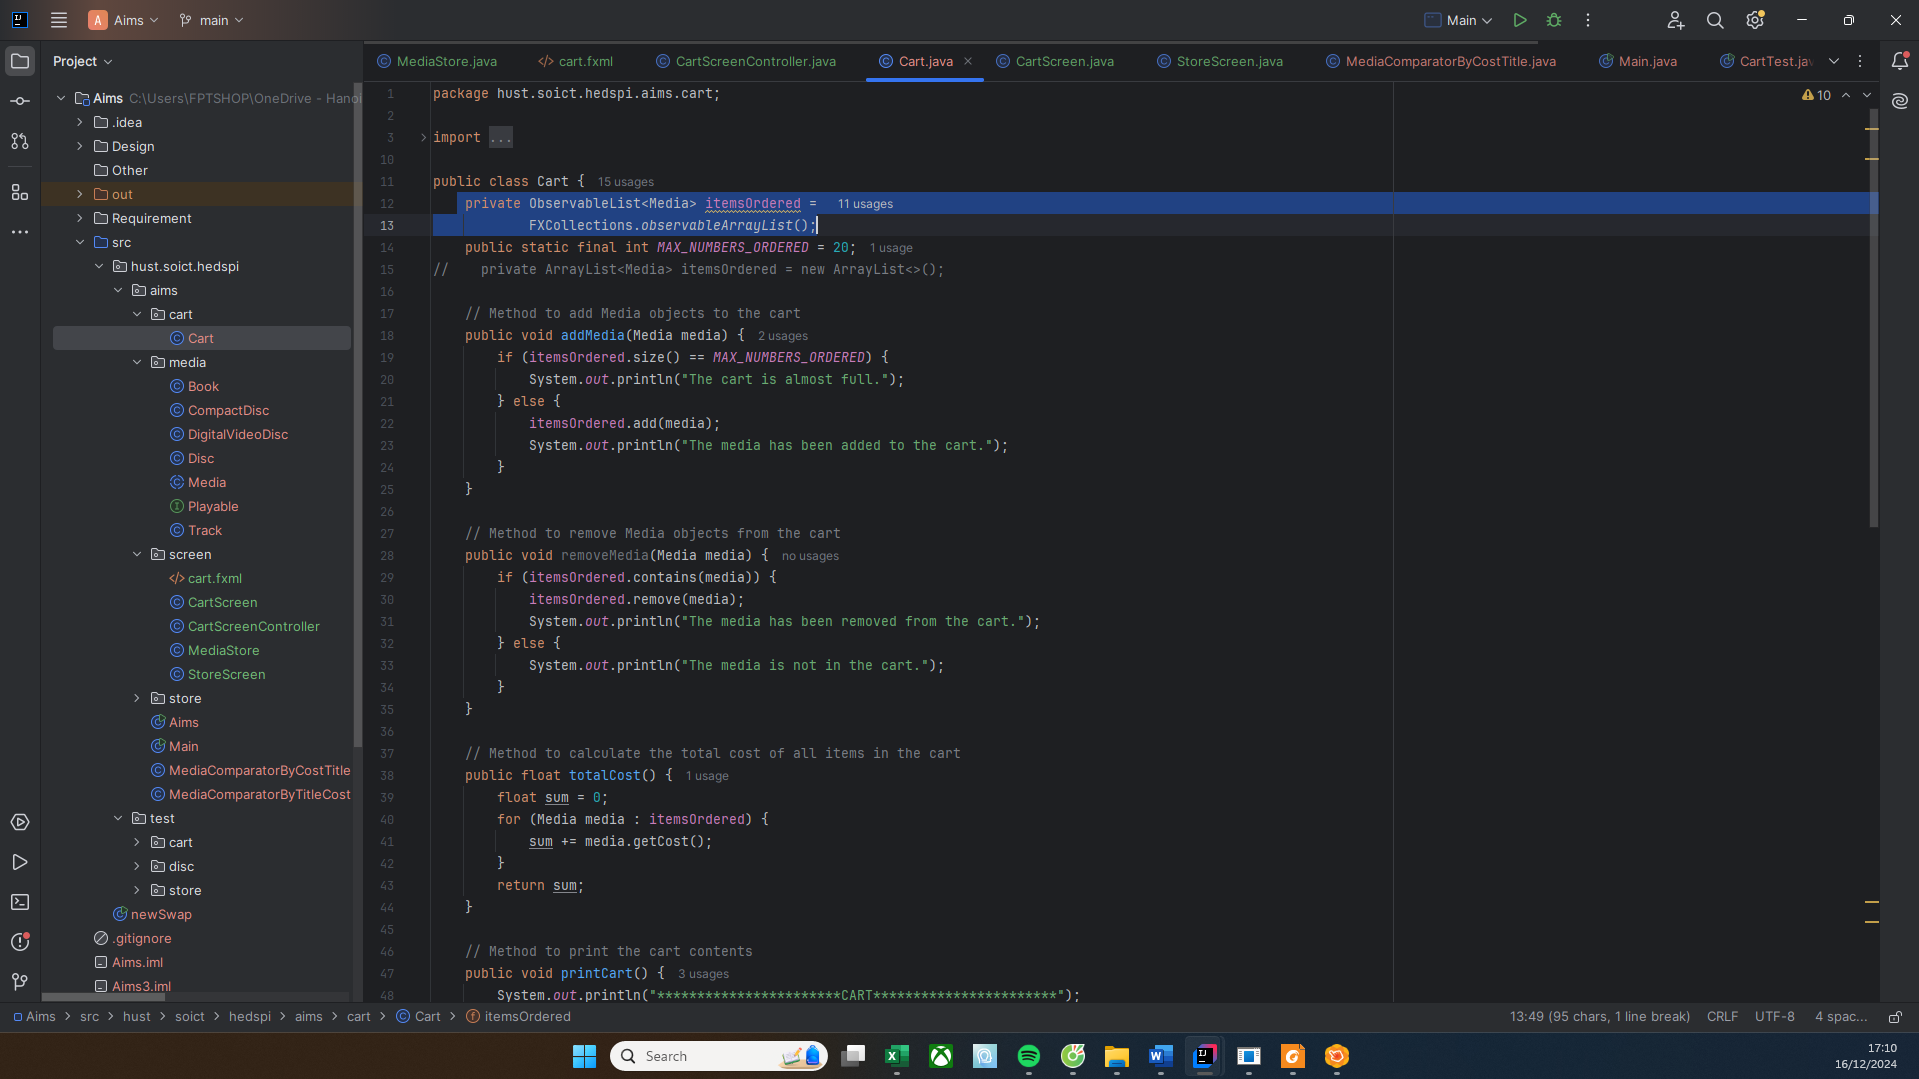 A Aims main Main
Project
MediaStore.java cart.fxml CartScreenController.java Cart.java CartScreen.java StoreScreen.java MediaComparatorByCostTitle.java Main.java CartTest.jav
Aims C:\Users\FPTSHOP\OneDrive - Hanoi
.idea
Design
Other
out
Requirement
src
hust.soict.hedspi
aims
cart
Cart
media
Book
CompactDisc
DigitalVideoDisc
Disc
Media
Playable
Track
screen
cart.fxml
CartScreen
CartScreenController
MediaStore
StoreScreen
store
Aims
Main
MediaComparatorByCostTitle
MediaComparatorByTitleCost
test
cart
disc
store
newSwap
.gitignore
Aims.iml
Aims3.iml
10
1 package hust.soict.hedspi.aims.cart;
2
3 import ...
10
11 public class Cart { 15 usages
12 private ObservableList<Media> itemsOrdered = 11 usages
13 FXCollections.observableArrayList();
14 public static final int MAX_NUMBERS_ORDERED = 20; 1 usage
15 // private ArrayList<Media> itemsOrdered = new ArrayList<>();
16
17 // Method to add Media objects to the cart
18 public void addMedia(Media media) { 2 usages
19 if (itemsOrdered.size() == MAX_NUMBERS_ORDERED) {
20 System.out.println("The cart is almost full.");
21 } else {
22 itemsOrdered.add(media);
23 System.out.println("The media has been added to the cart.");
24 }
25 }
26
27 // Method to remove Media objects from the cart
28 public void removeMedia(Media media) { no usages
29 if (itemsOrdered.contains(media)) {
30 itemsOrdered.remove(media);
31 System.out.println("The media has been removed from the cart.");
32 } else {
33 System.out.println("The media is not in the cart.");
34 }
35 }
36
37 // Method to calculate the total cost of all items in the cart
38 public float totalCost() { 1 usage
39 float sum = 0;
40 for (Media media : itemsOrdered) {
41 sum += media.getCost();
42 }
43 return sum;
44 }
45
46 // Method to print the cart contents
47 public void printCart() { 3 usages
48 System.out.println("***********************CART***********************");
Aims > src > hust > soict > hedspi > aims > cart > Cart > itemsOrdered
13:49 (95 chars, 1 line break) CRLF UTF-8 4 spac...
Search
17:10
16/12/2024